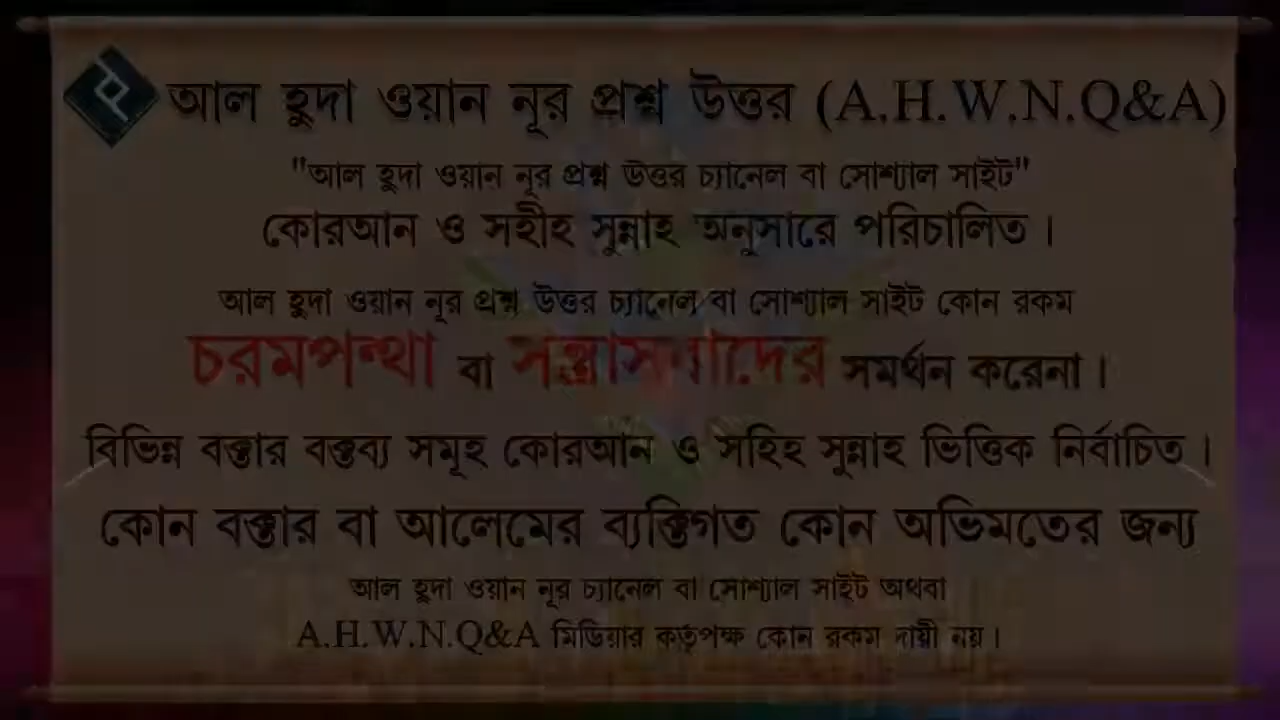 আল হুদা ওয়ান নূর প্রশ্ন উত্তর (A.H.W.N.Q&A)
"আল হুদা ওয়ান নূর প্রশ্ন উত্তর চ্যানেল বা সোশ্যাল সাইট"
কোরআন ও সহীহ সুন্নাহ অনুসারে পরিচালিত ।
আল হুদা ওয়ান নূর প্রশ্ন উত্তর চ্যানেল বা সোশ্যাল সাইট কোন রকম
চরমপন্থা বা সন্ত্রাসবাদের সমর্থন করেনা ।
বিভিন্ন বক্তার বক্তব্য সমূহ কোরআন ও সহিহ সুন্নাহ ভিত্তিক নির্বাচিত ।
কোন বক্তার বা আলেমের ব্যক্তিগত কোন অভিমতের জন্য
আল হুদা ওয়ান নূর চ্যানেল বা সোশ্যাল সাইট অথবা
A.H.W.N.Q&A মিডিয়ার কর্তৃপক্ষ কোন রকম দায়ী নয় ।